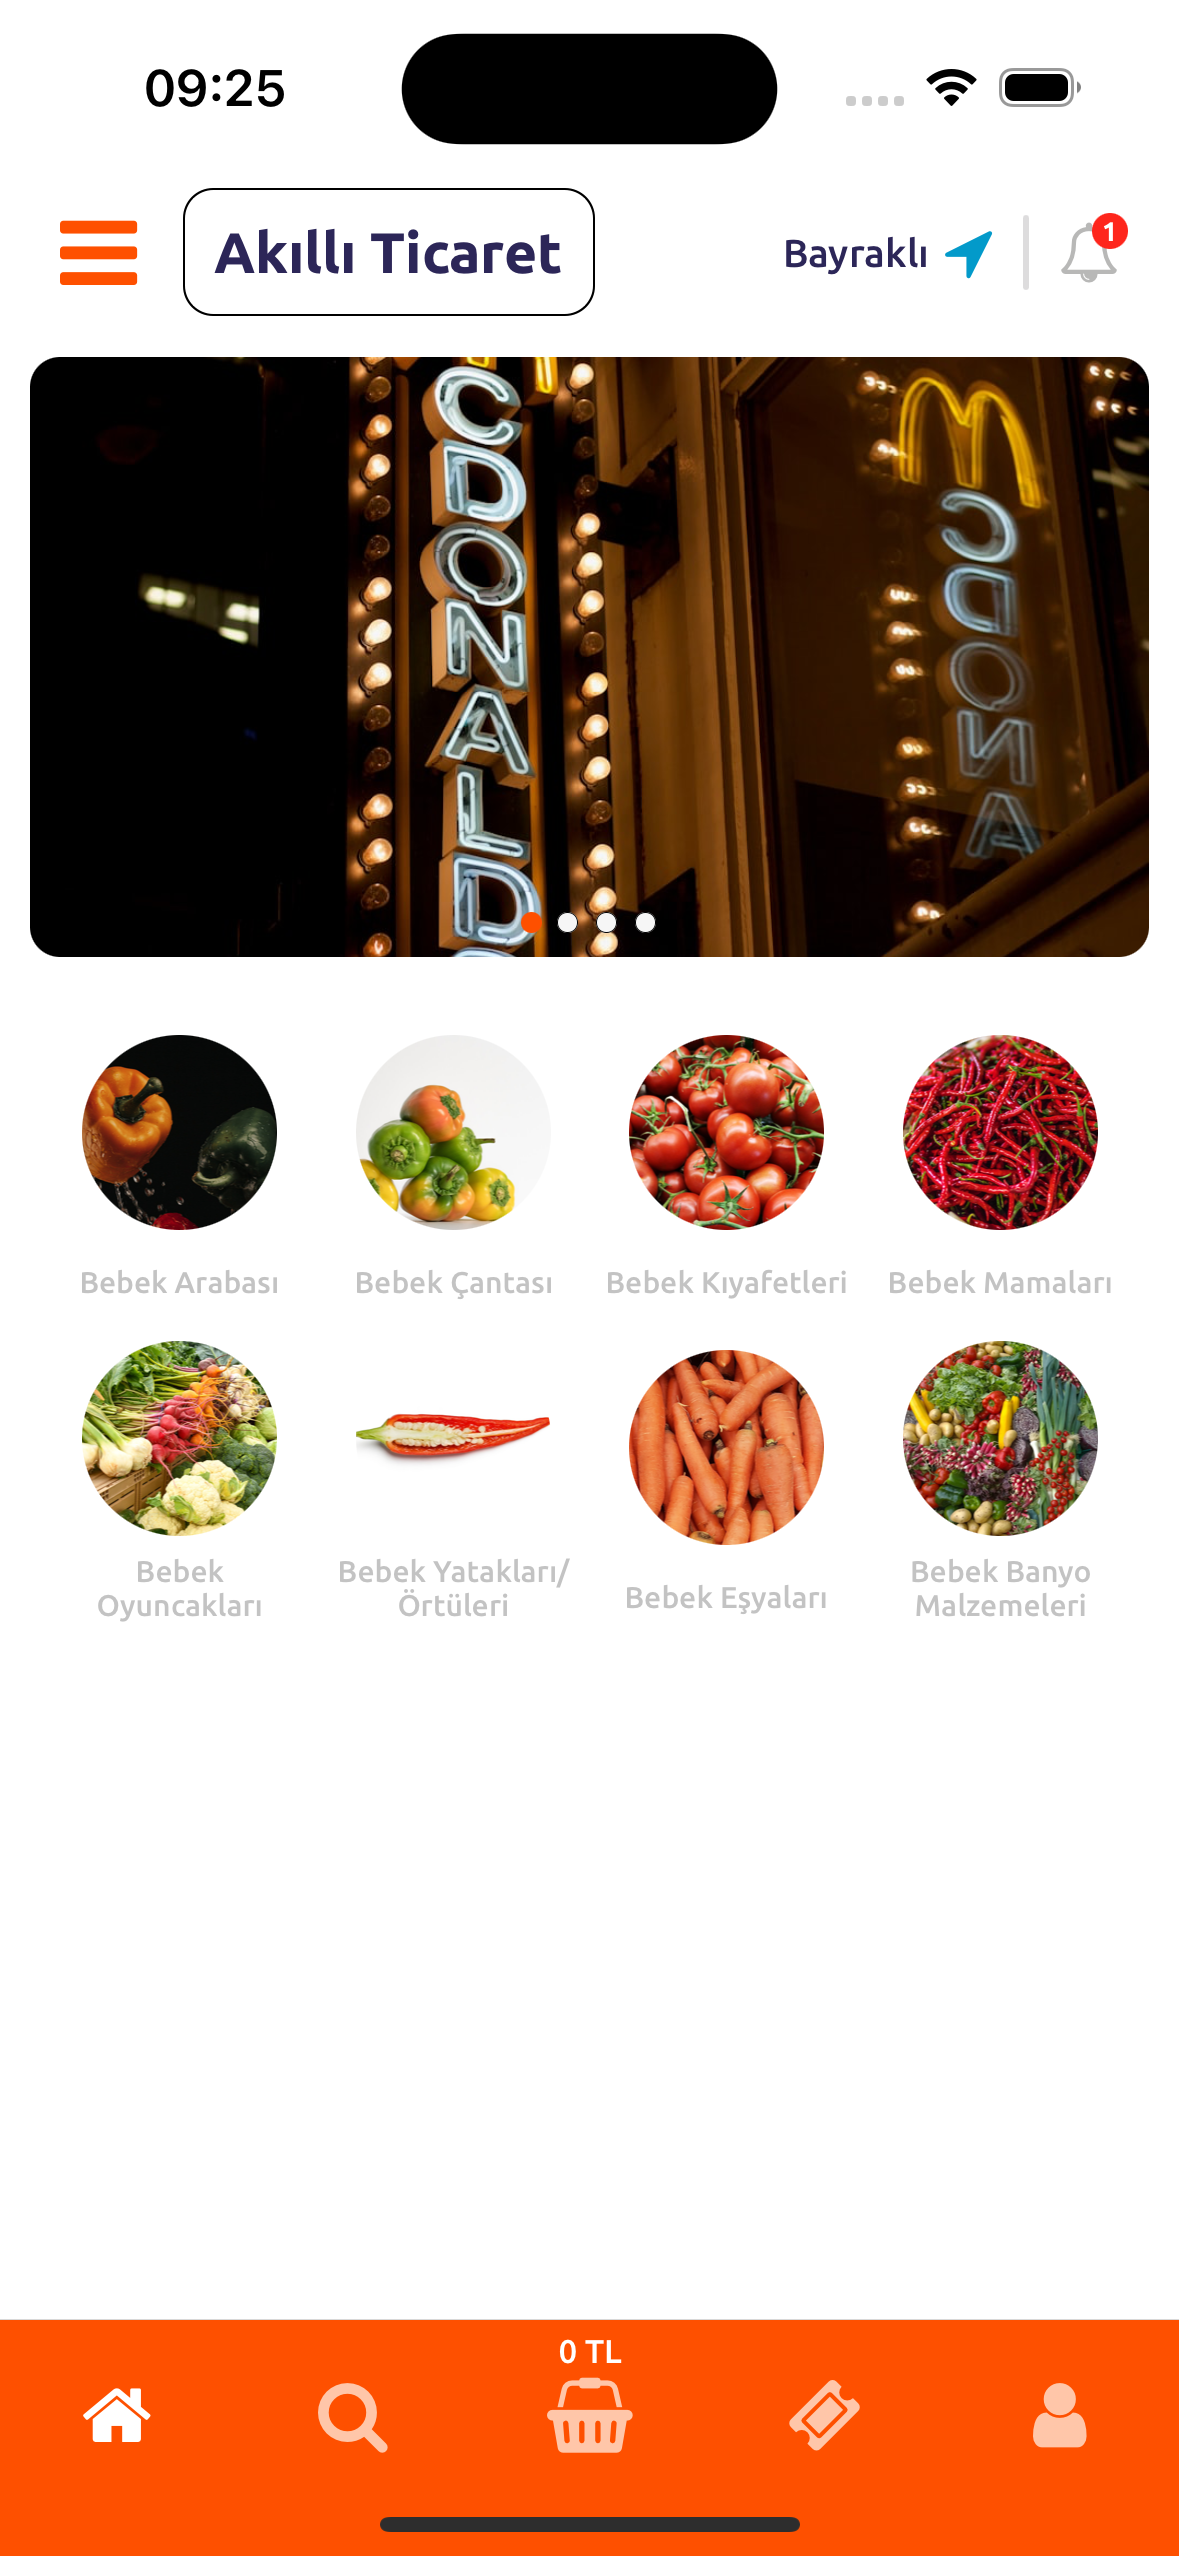 09:25
Akıllı Ticaret
Bayraklı
1
CDONALD
M
CDONA
Bebek Arabası
Bebek Çantası
Bebek Kıyafetleri
Bebek Mamaları
Bebek
Oyuncakları
Bebek Yatakları/
Örtüleri
Bebek Eşyaları
Bebek Banyo
Malzemeleri
0 TL